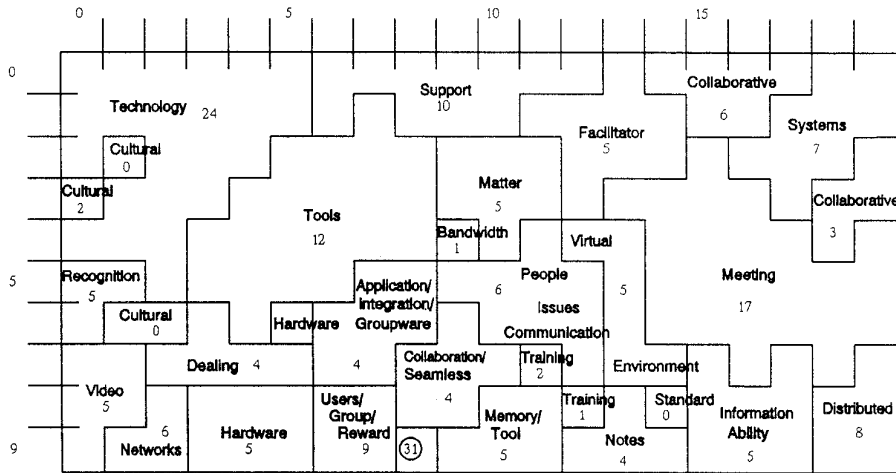 0 5 10 15
0
Support
10
Collaborative
6
Technology 24
Facilitator
5
Systems
7
Cultural
0
Cultural
2
Matter
5
Collaborative
3
Tools
12
Bandwidth
1
Virtual
5
Recognition
5
People
6
Issues
Communication
5
Meeting
17
Application/
Integration/
Groupware
4
Cultural
0
Hardware
Dealing 4
Collaboration/
Seamless
4
Training
2
Environment
Video
5
Users/
Group/
Reward
9
Training
1
Standard
0
Memory/
Tool
5
Information
Ability
5
Distributed
8
9
6
Networks
Hardware
5
31
Notes
4